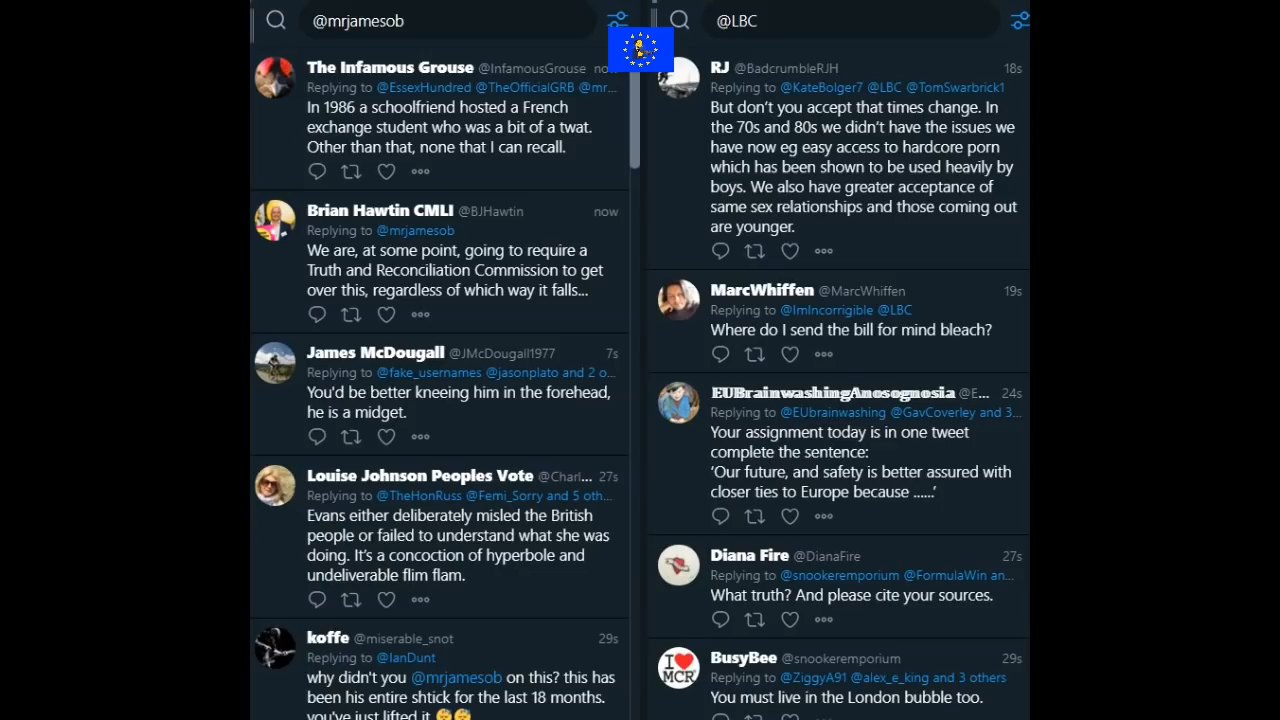 @mrjamesob
The Infamous Grouse @InfamousGrouse now
Replying to @EssexHundred @TheOfficialGRB @mr...
In 1986 a schoolfriend hosted a French
exchange student who was a bit of a twat.
Other than that, none that I can recall.
Brian Hawtin CMLI @BJHawtin now
Replying to @mrjamesob
We are, at some point, going to require a
Truth and Reconciliation Commission to get
over this, regardless of which way it falls...
James McDougall @JMcDougall1977 7s
Replying to @fake_usernames @jasonplato and 2 o...
You'd be better kneeing him in the forehead,
he is a midget.
Louise Johnson Peoples Vote @Charl... 27s
Replying to @TheHonRuss @Femi_Sorry and 5 oth...
Evans either deliberately misled the British
people or failed to understand what she was
doing. It's a concoction of hyperbole and
undeliverable flim flam.
koffe @miserable_snot 29s
Replying to @IanDunt
why didn't you @mrjamesob on this? this has
been his entire shtick for the last 18 months.
you've just lifted it
@LBC
RJ @BadcrumbleRJH 18s
Replying to @KateBolger7 @LBC @TomSwarbrick1
But don't you accept that times change. In
the 70s and 80s we didn't have the issues we
have now eg easy access to hardcore porn
which has been shown to be used heavily by
boys. We also have greater acceptance of
same sex relationships and those coming out
are younger.
MarcWhiffen @MarcWhiffen 19s
Replying to @ImIncorrigible @LBC
Where do I send the bill for mind bleach?
EUBrainwashingAnosognosia @E... 24s
Replying to @EUbrainwashing @GavCoverley and 3...
Your assignment today is in one tweet
complete the sentence:
'Our future, and safety is better assured with
closer ties to Europe because ......'
Diana Fire @DianaFire 27s
Replying to @snookeremporium @FormulaWin an...
What truth? And please cite your sources.
I ❤ MCR
BusyBee @snookeremporium 29s
Replying to @ZiggyA91 @alex_e_king and 3 others
You must live in the London bubble too.